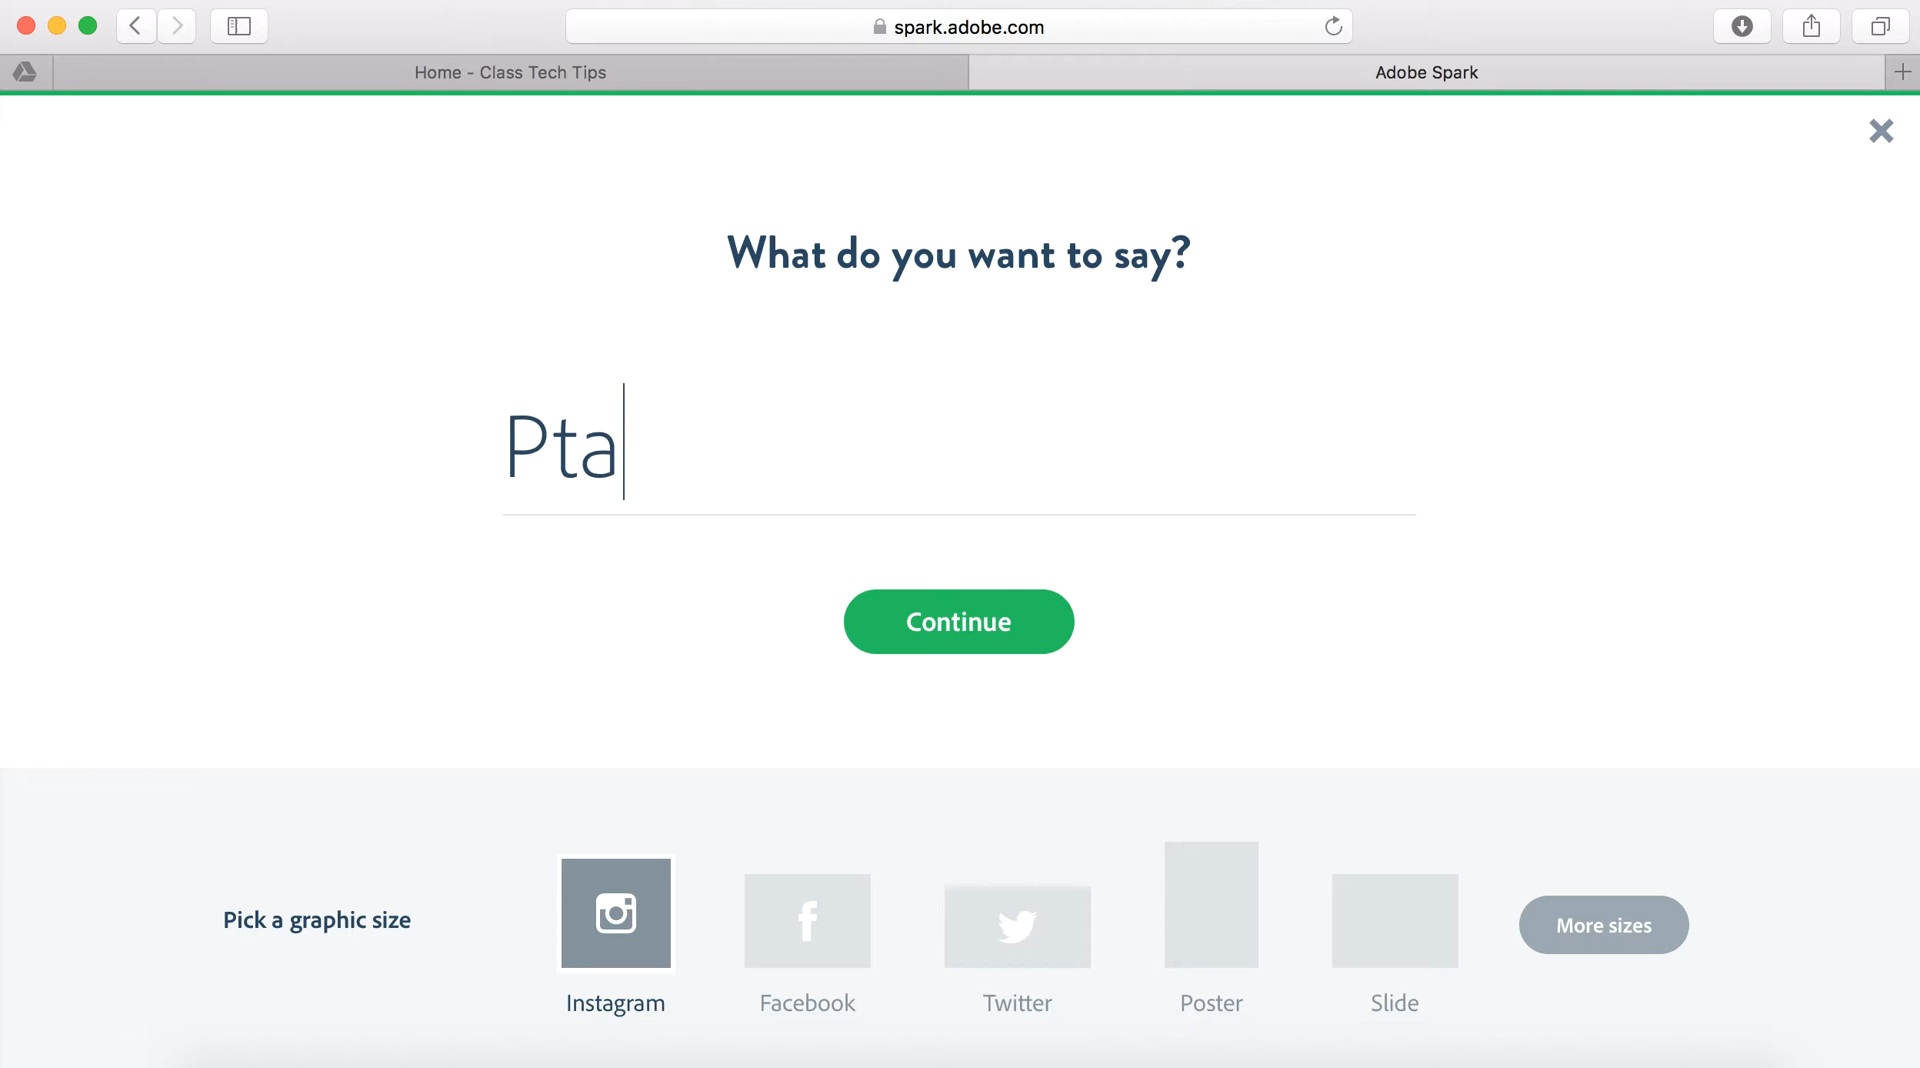 spark.adobe.com
Home - Class Tech Tips
Adobe Spark
What do you want to say?
Pta
Continue
Pick a graphic size
More sizes
Instagram
Facebook
Twitter
Poster
Slide